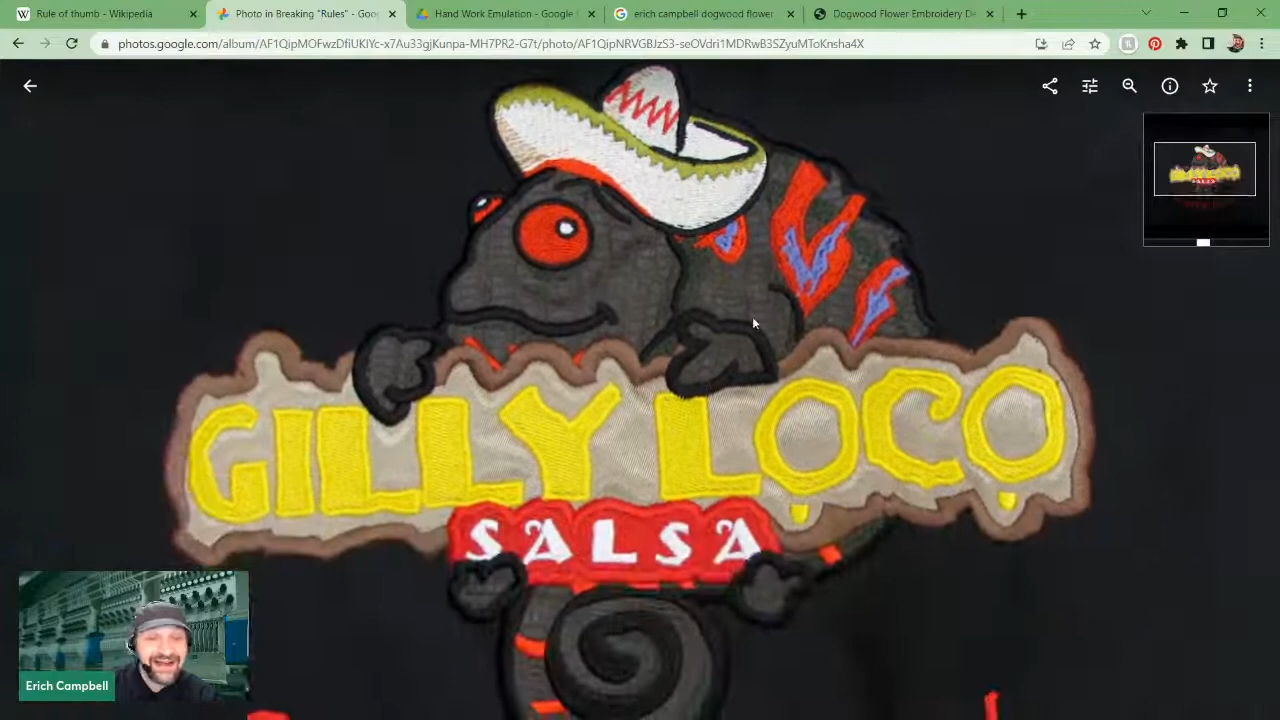 Rule of thumb - Wikipedia
Photo in Breaking "Rules" - Goo
Hand Work Emulation - Google
erich campbell dogwood flower
Dogwood Flower Embroidery De
photos.google.com/album/AF1QipMOFwzDfiUKIYc-x7Au33gjKunpa-MH7PR2-G7t/photo/AF1QipNRVGBJzS3-seOVdri1MDRwB3SZyuMToKnsha4X
GILLY LOCO
SALSA
Erich Campbell